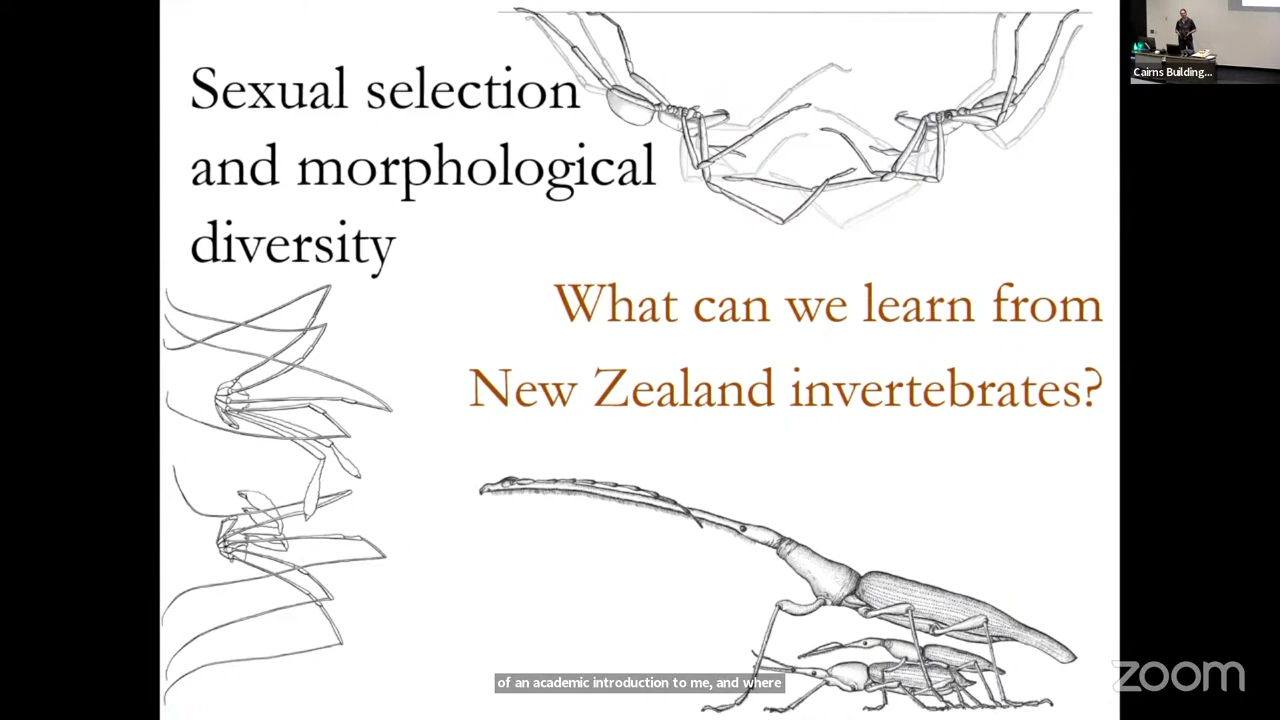 Sexual selection
and morphological
diversity
What can we learn from
New Zealand invertebrates?
of an academic introduction to me, and where
Cairns Building...
zoom